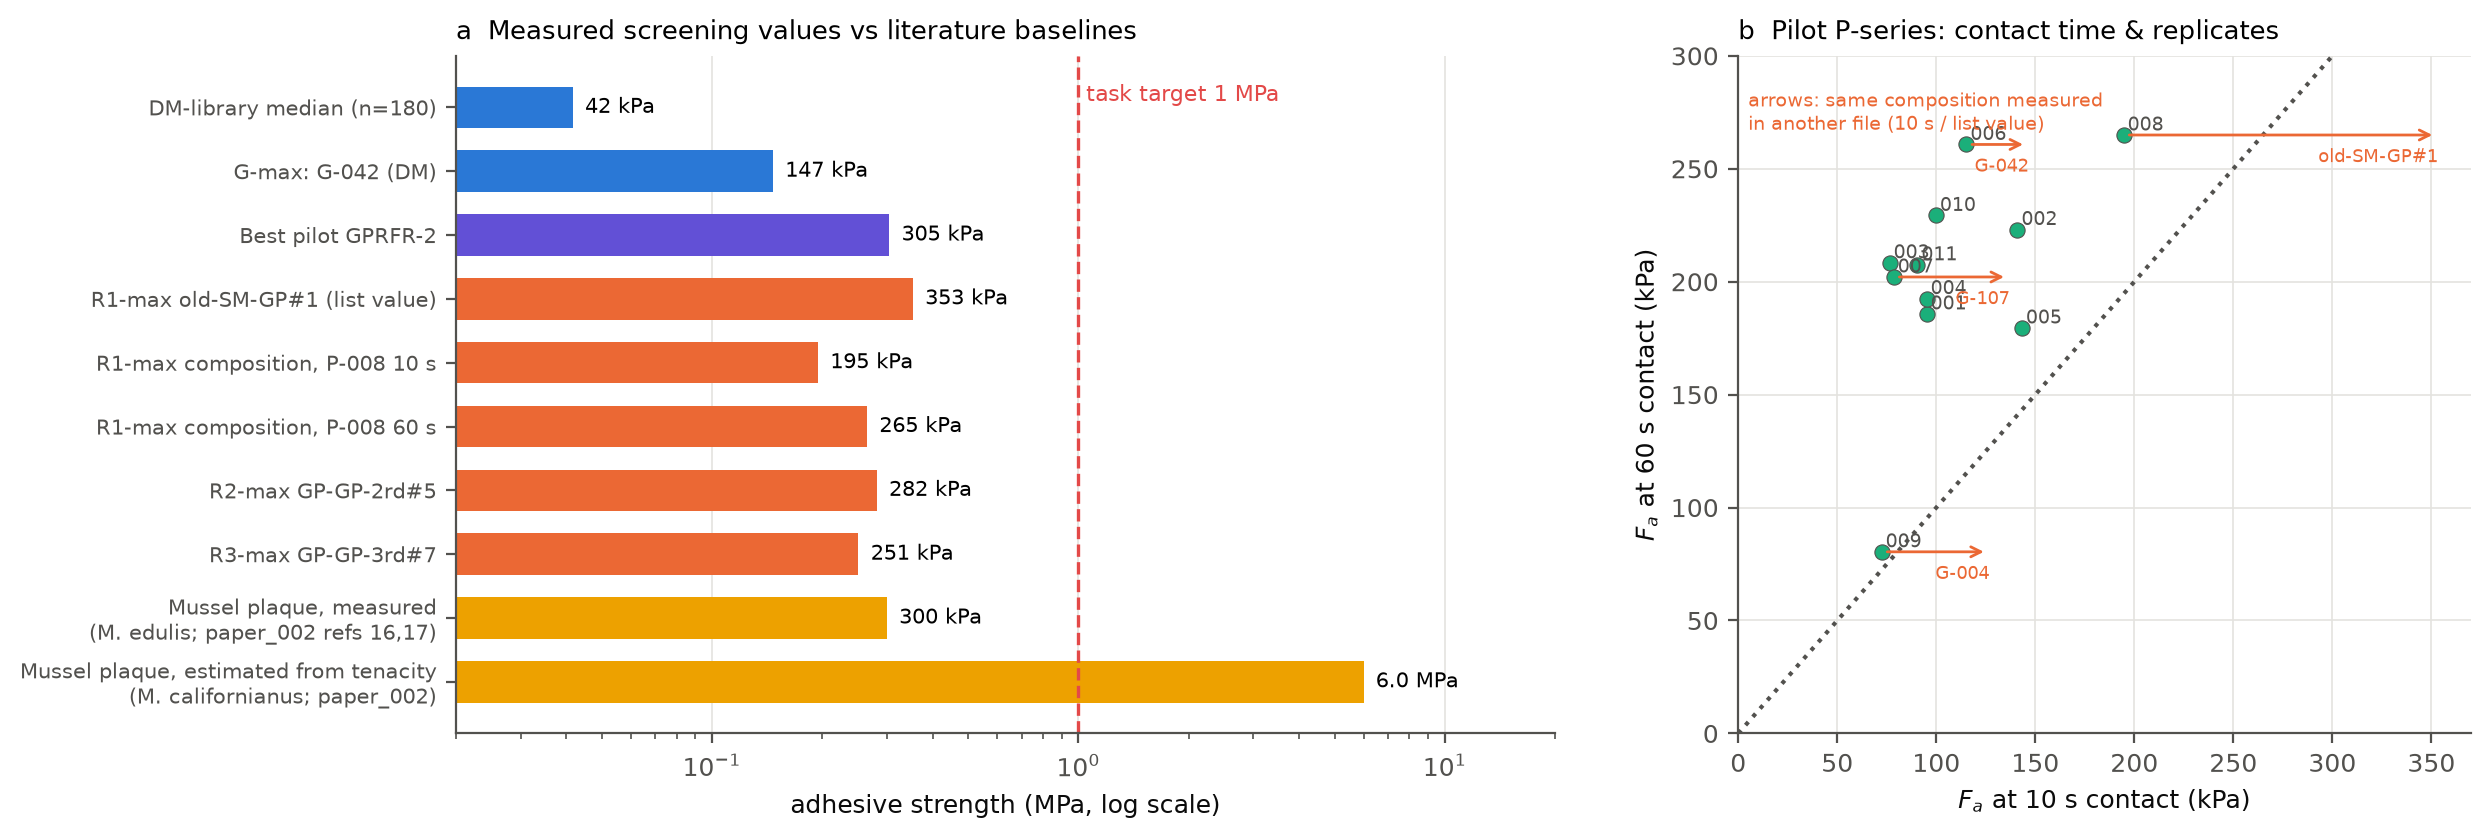 a  Measured screening values vs literature baselines
DM-library median (n=180)
42 kPa
task target 1 MPa
G-max: G-042 (DM)
147 kPa
Best pilot GPRFR-2
305 kPa
R1-max old-SM-GP#1 (list value)
353 kPa
R1-max composition, P-008 10 s
195 kPa
R1-max composition, P-008 60 s
265 kPa
R2-max GP-GP-2rd#5
282 kPa
R3-max GP-GP-3rd#7
251 kPa
Mussel plaque, measured
(M. edulis; paper_002 refs 16,17)
300 kPa
Mussel plaque, estimated from tenacity
(M. californianus; paper_002)
6.0 MPa
10⁻¹
10⁰
10¹
adhesive strength (MPa, log scale)
b  Pilot P-series: contact time & replicates
300
250
200
150
100
50
0
Fₐ at 60 s contact (kPa)
arrows: same composition measured
in another file (10 s / list value)
006
008
G-042
old-SM-GP#1
010
002
003
011
007
004
G-107
001
005
009
G-004
0
50
100
150
200
250
300
350
Fₐ at 10 s contact (kPa)